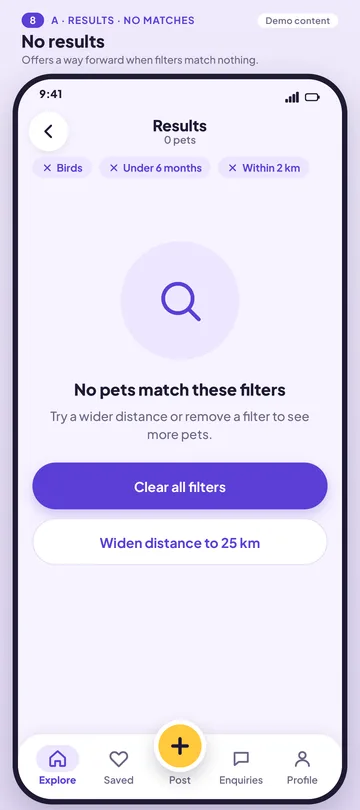 8 A · RESULTS · NO MATCHES Demo content
No results
Offers a way forward when filters match nothing.
9:41
Results
0 pets
× Birds × Under 6 months × Within 2 km
No pets match these filters
Try a wider distance or remove a filter to see
more pets.
Clear all filters
Widen distance to 25 km
Explore Saved Post Enquiries Profile